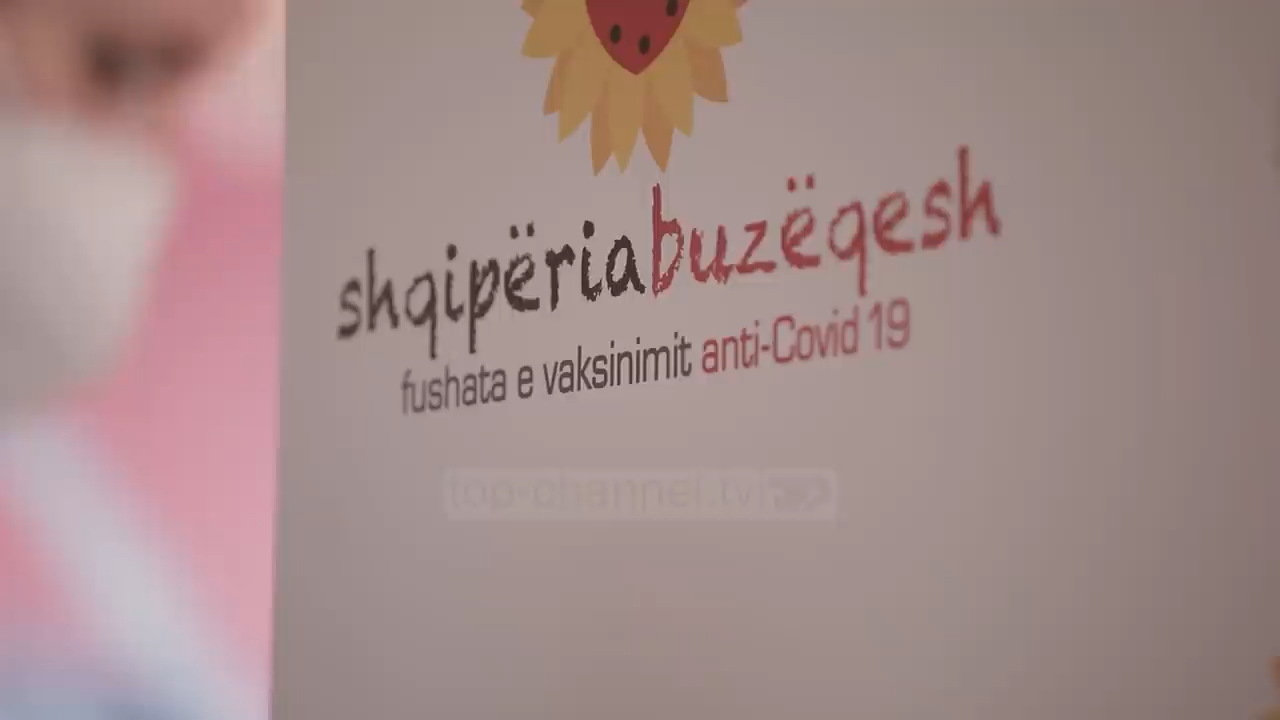 shqipëriabuzëqesh
fushata e vaksinimit anti-Covid 19
top-channel.tv